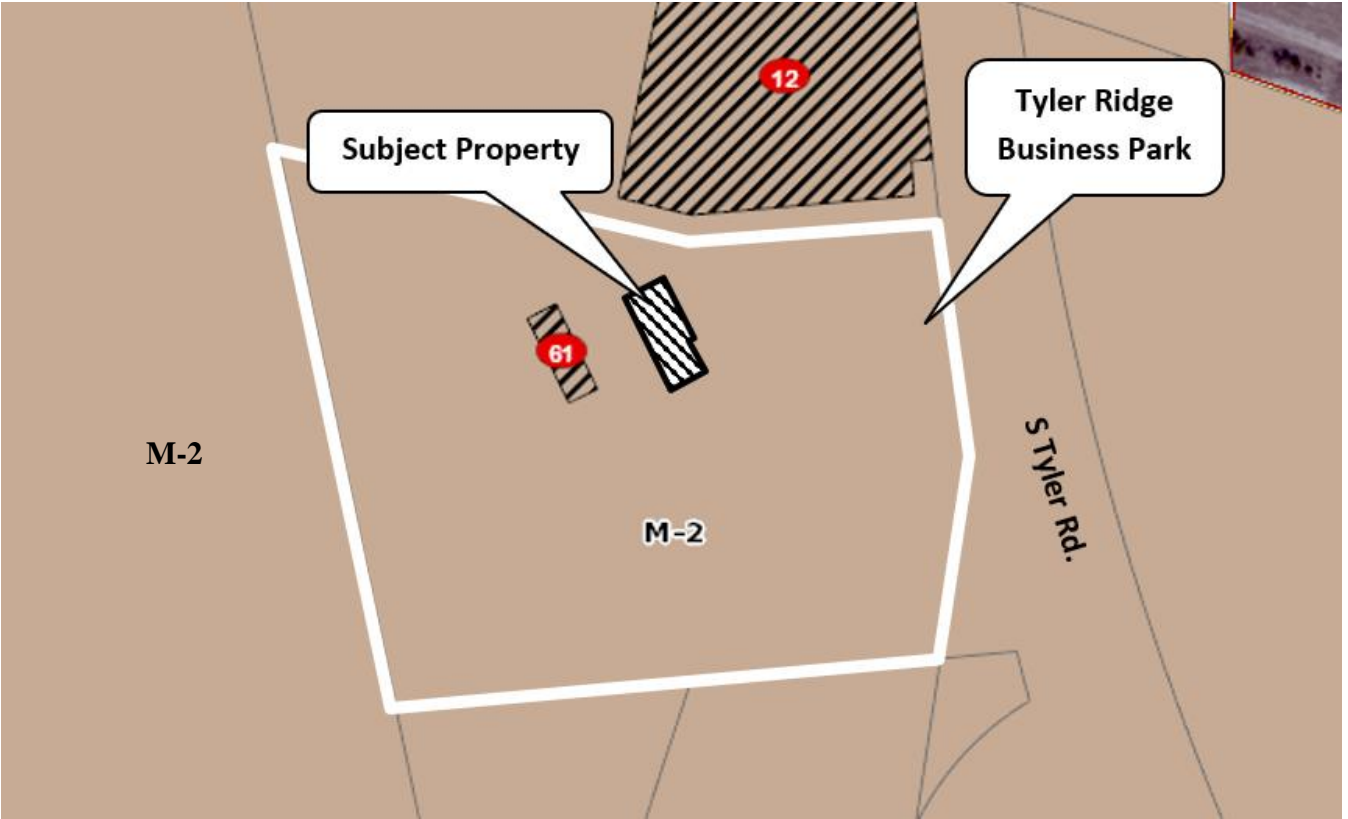 12
Tyler Ridge
Business Park
Subject Property
61
S Tyler Rd.
M-2
M-2